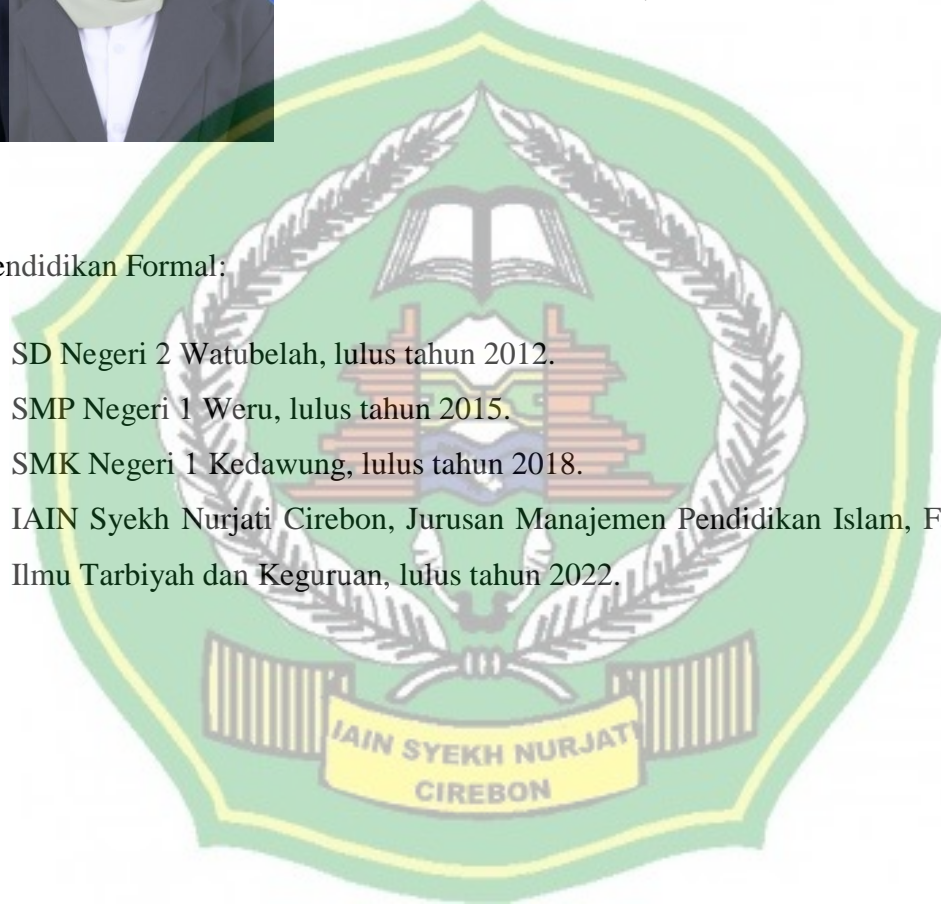 endidikan Formal:
SD Negeri 2 Watubelah, lulus tahun 2012.
SMP Negeri 1 Weru, lulus tahun 2015.
SMK Negeri 1 Kedawung, lulus tahun 2018.
IAIN Syekh Nurjati Cirebon, Jurusan Manajemen Pendidikan Islam, F
Ilmu Tarbiyah dan Keguruan, lulus tahun 2022.
IAIN SYEKH NURJATI
CIREBON